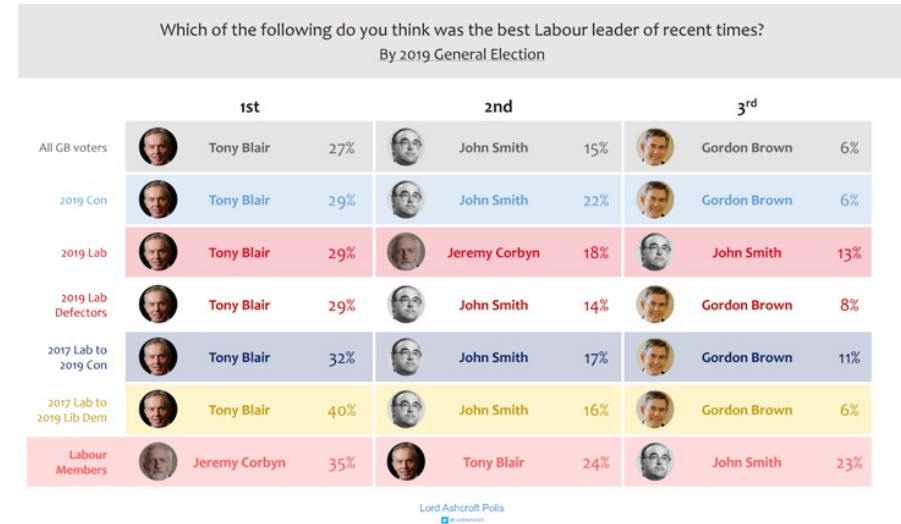 Which of the following do you think was the best Labour leader of recent times?
By 2019 General Election
1st 2nd 3rd
All GB voters Tony Blair 27% John Smith 15% Gordon Brown 6%
2019 Con Tony Blair 29% John Smith 22% Gordon Brown 6%
2019 Lab Tony Blair 29% Jeremy Corbyn 18% John Smith 13%
2019 Lab
Defectors Tony Blair 29% John Smith 14% Gordon Brown 8%
2017 Lab to
2019 Con Tony Blair 32% John Smith 17% Gordon Brown 11%
2017 Lab to
2019 Lib Dem Tony Blair 40% John Smith 16% Gordon Brown 6%
Labour
Members Jeremy Corbyn 35% Tony Blair 24% John Smith 23%
Lord Ashcroft Polls
@LordAshcroft